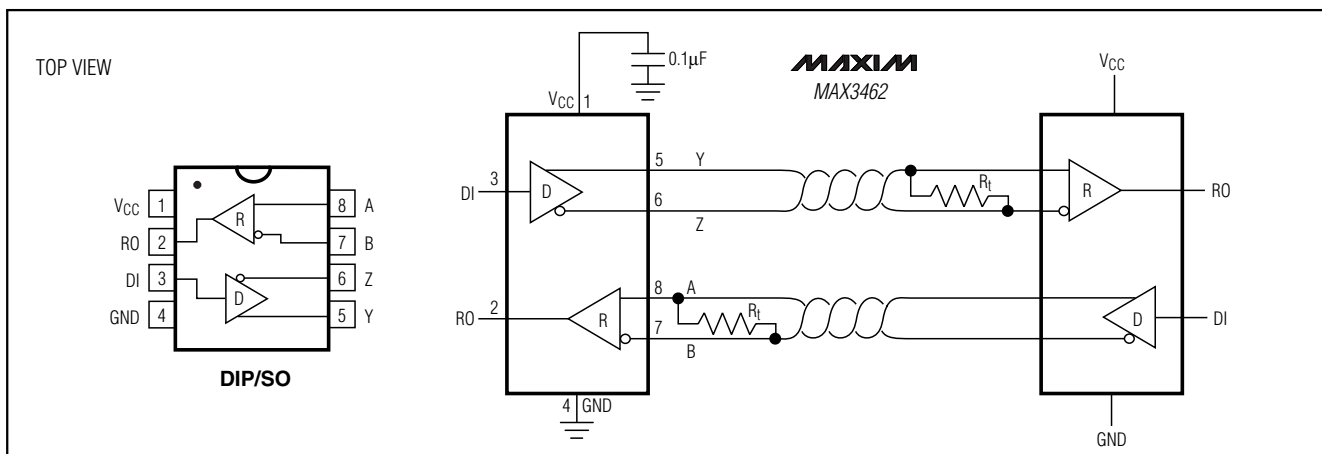 TOP VIEW
VCC 1
RO 2
DI 3
GND 4
8 A
7 B
6 Z
5 Y
R
D
DIP/SO
0.1µF
VCC 1
MAXIM
MAX3462
VCC
DI 3
D
5 Y
6
Z
Rt
R
RO
RO 2
R
8 A
7
B
Rt
D
DI
4 GND
GND